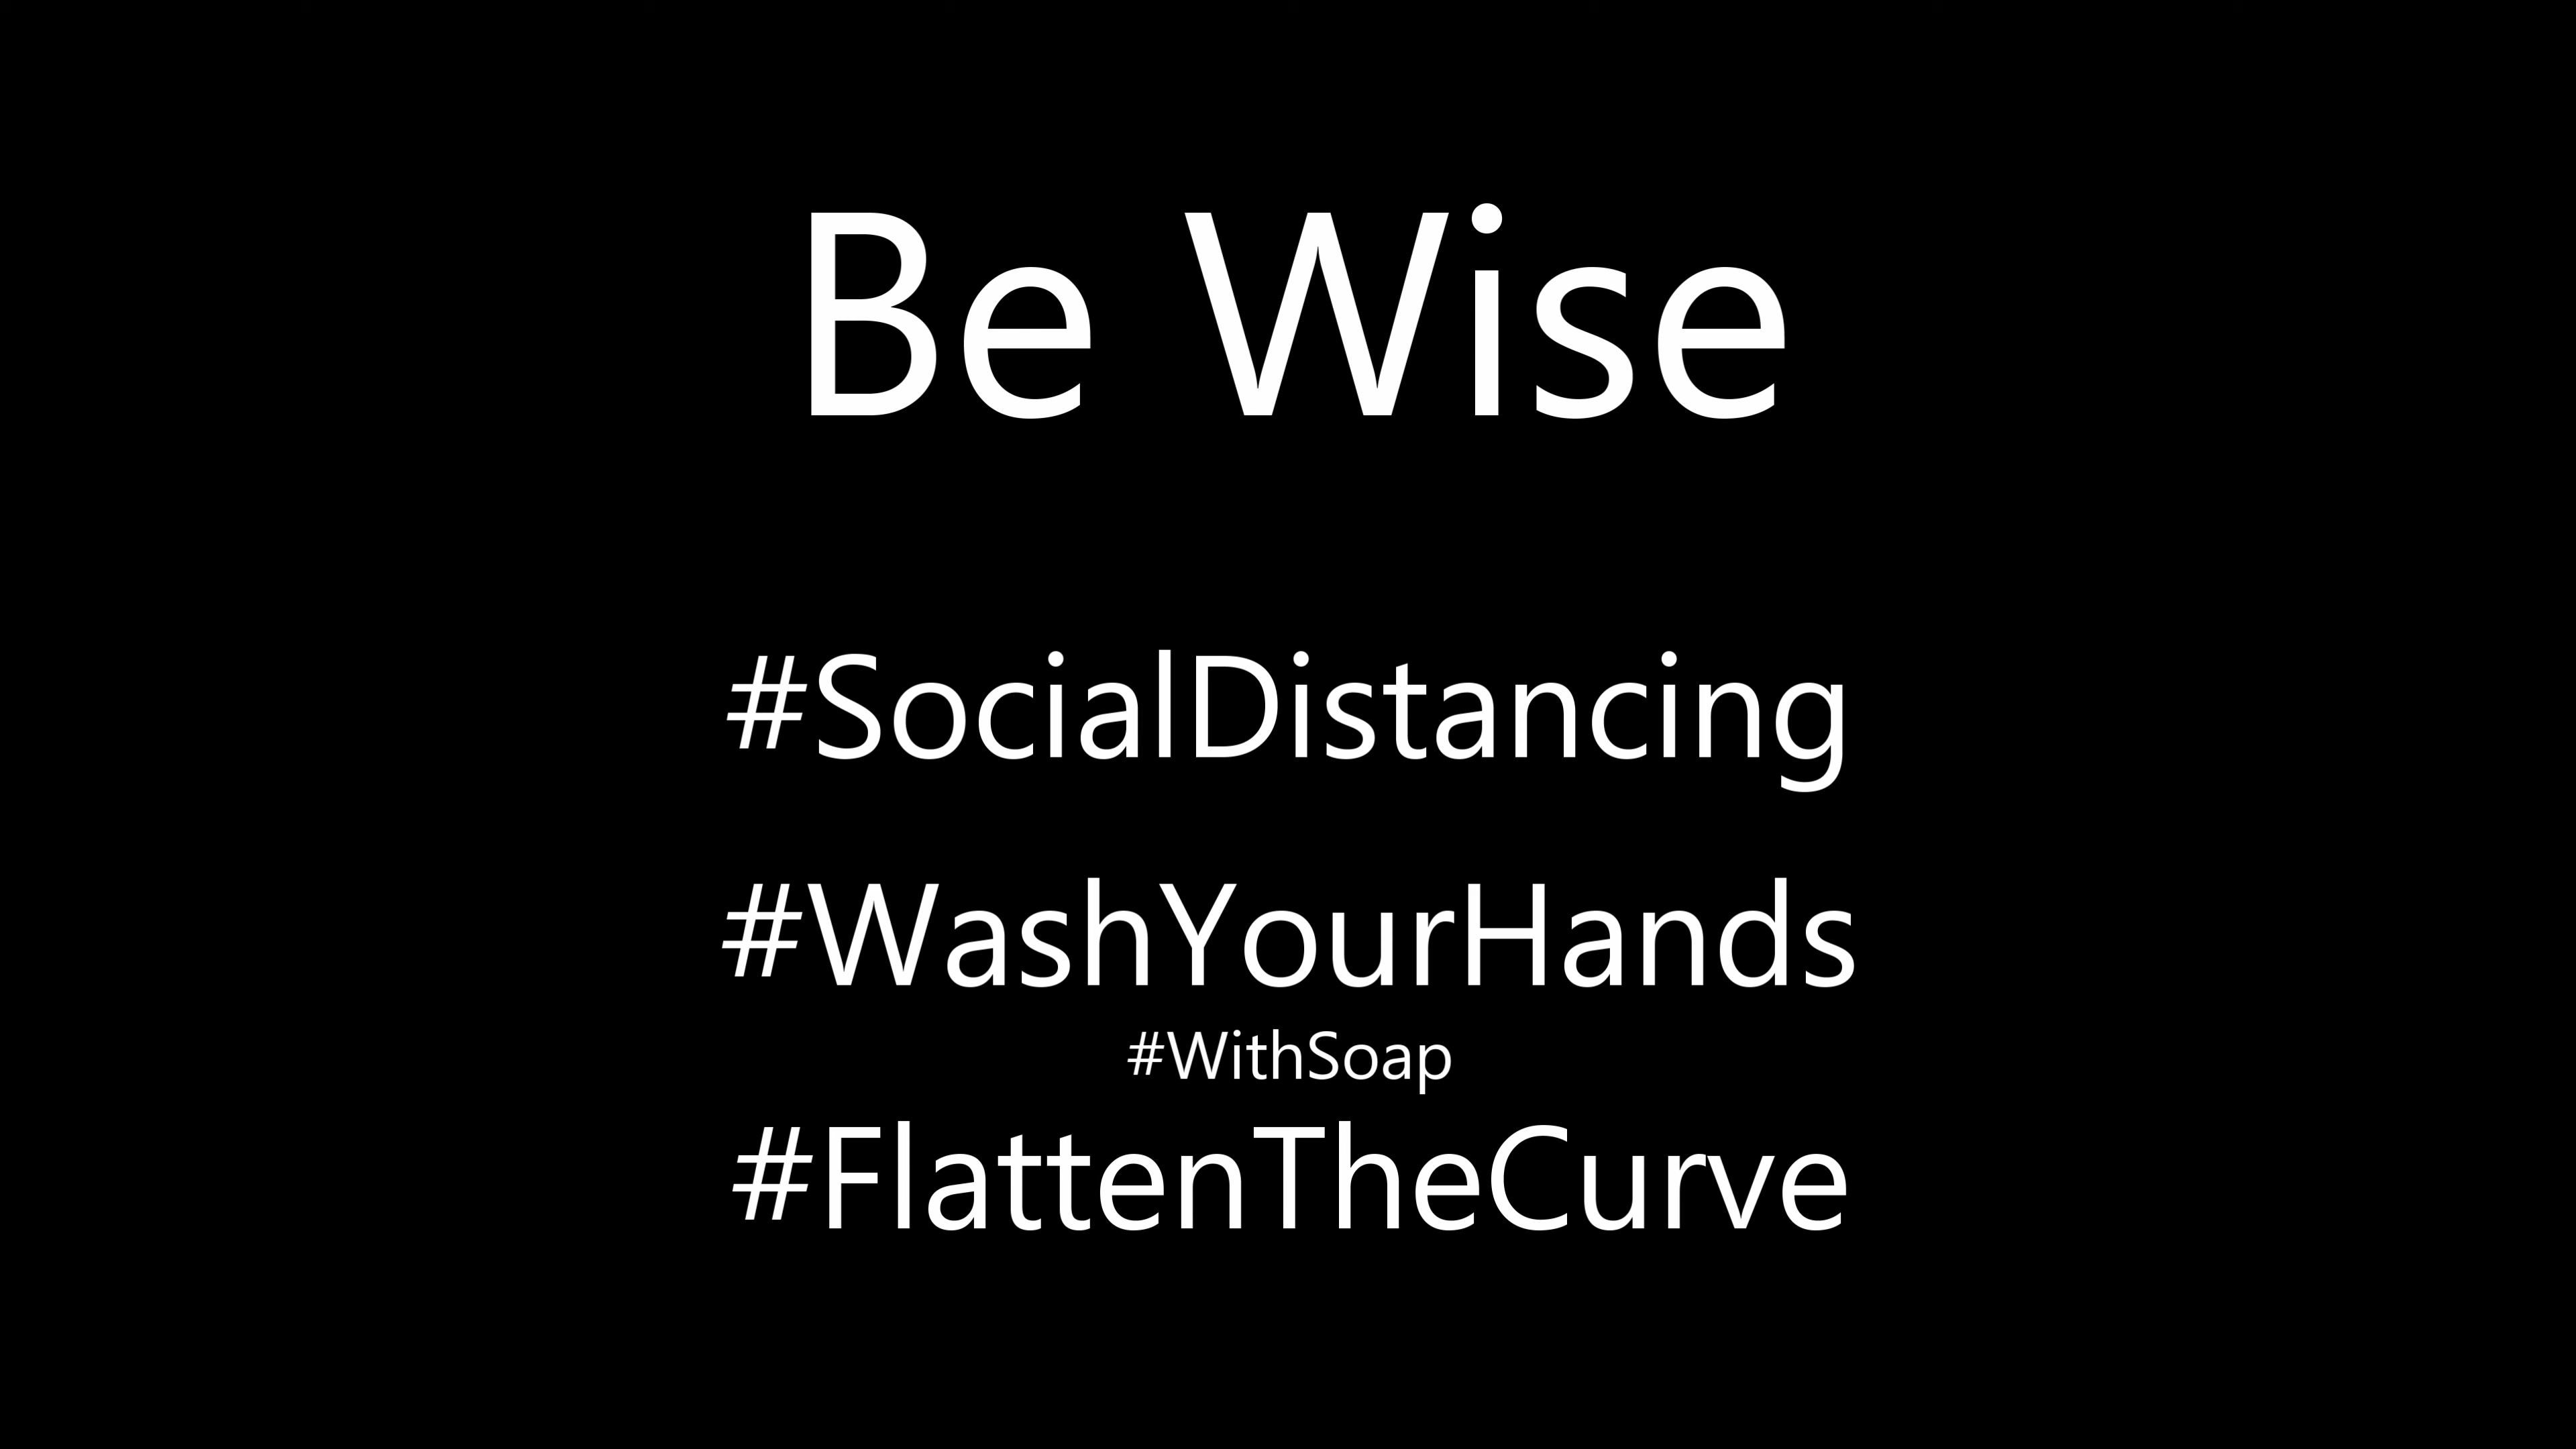 Be Wise
#SocialDistancing
#WashYourHands
#WithSoap
#FlattenTheCurve